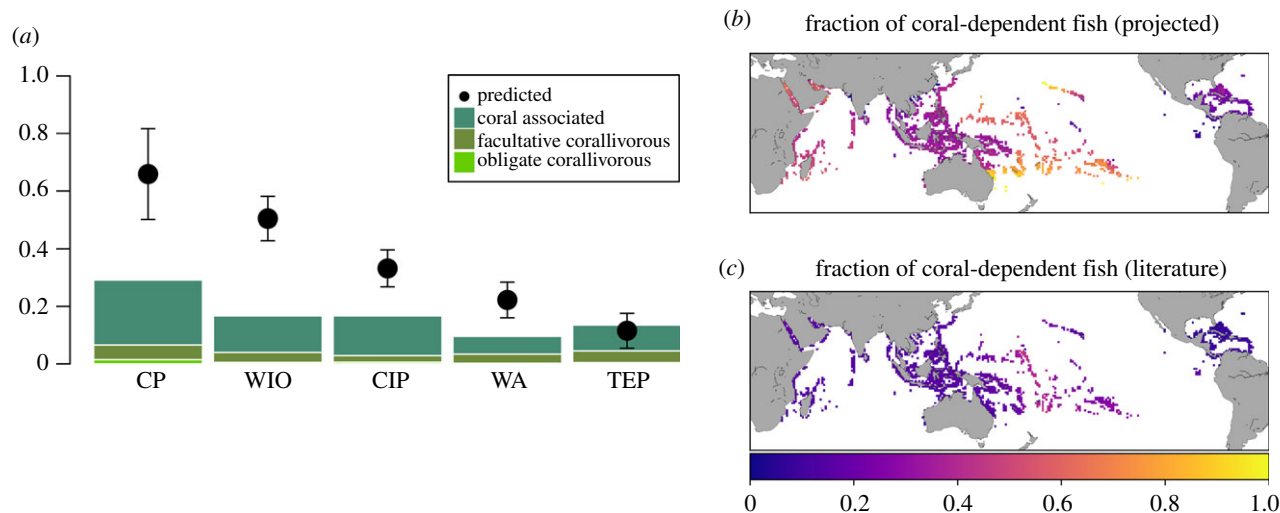 (a)
1.0
0.8
0.6
0.4
0.2
0
CP
WIO
CIP
WA
TEP
predicted
coral associated
facultative corallivorous
obligate corallivorous
(b)
fraction of coral-dependent fish (projected)
(c)
fraction of coral-dependent fish (literature)
0
0.2
0.4
0.6
0.8
1.0